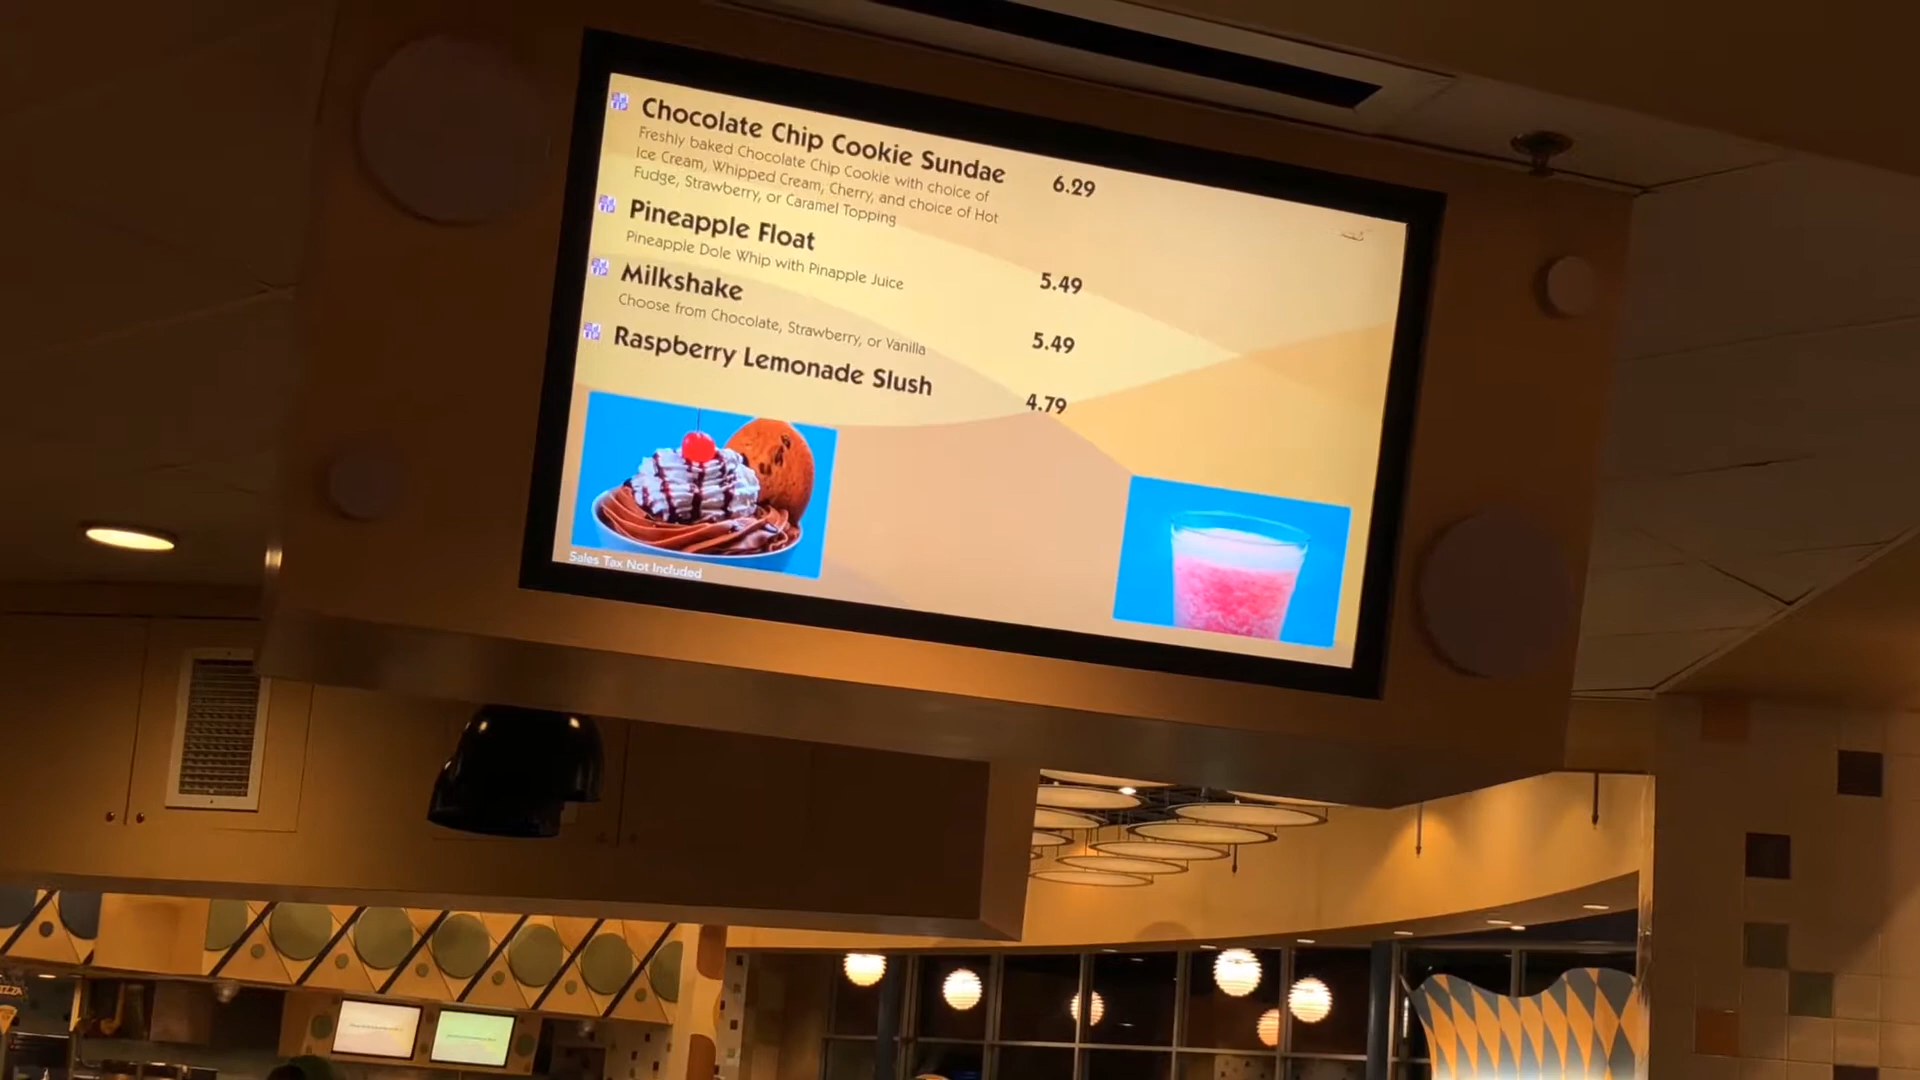 Chocolate Chip Cookie Sundae 6.29
Freshly baked Chocolate Chip Cookie with choice of
Ice Cream, Whipped Cream, Cherry, and choice of Hot
Fudge, Strawberry, or Caramel Topping
Pineapple Float 5.49
Pineapple Dole Whip with Pinapple Juice
Milkshake 5.49
Choose from Chocolate, Strawberry, or Vanilla
Raspberry Lemonade Slush 4.79
Sales Tax Not Included